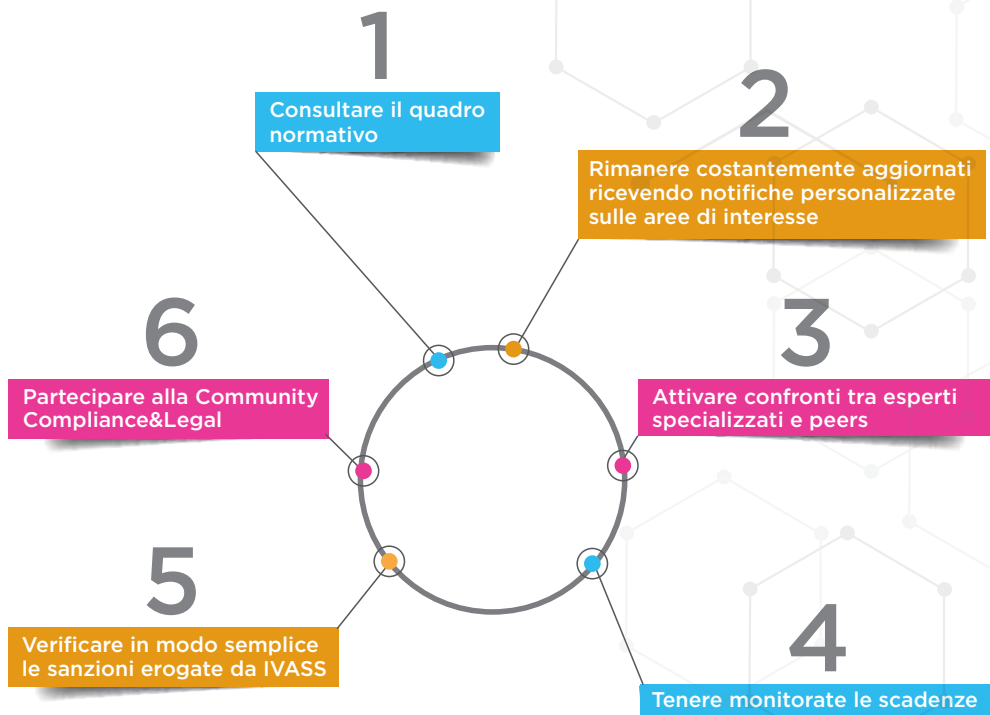 1
Consultare il quadro
normativo
2
Rimanere costantemente aggiornati
ricevendo notifiche personalizzate
sulle aree di interesse
3
Attivare confronti tra esperti
specializzati e peers
4
Tenere monitorate le scadenze
5
Verificare in modo semplice
le sanzioni erogate da IVASS
6
Partecipare alla Community
Compliance&Legal